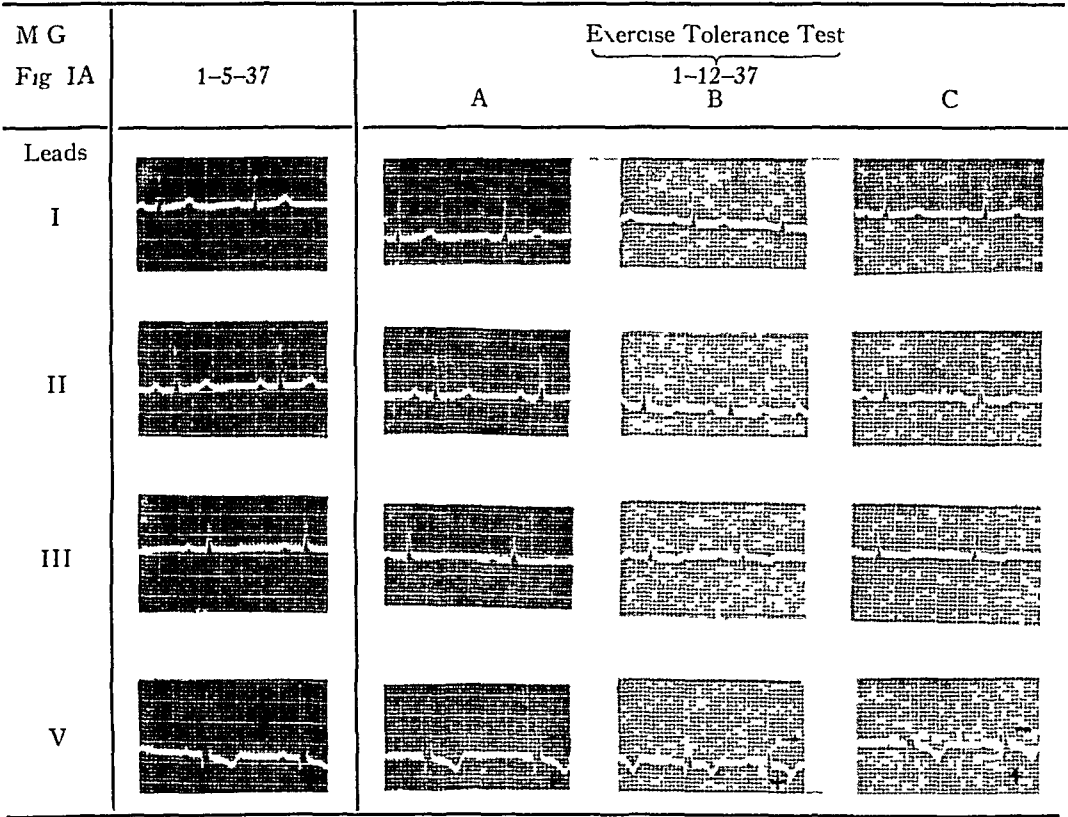 M G
Fig IA
1-5-37
Exercise Tolerance Test
1-12-37
A B C
Leads
I
II
III
V